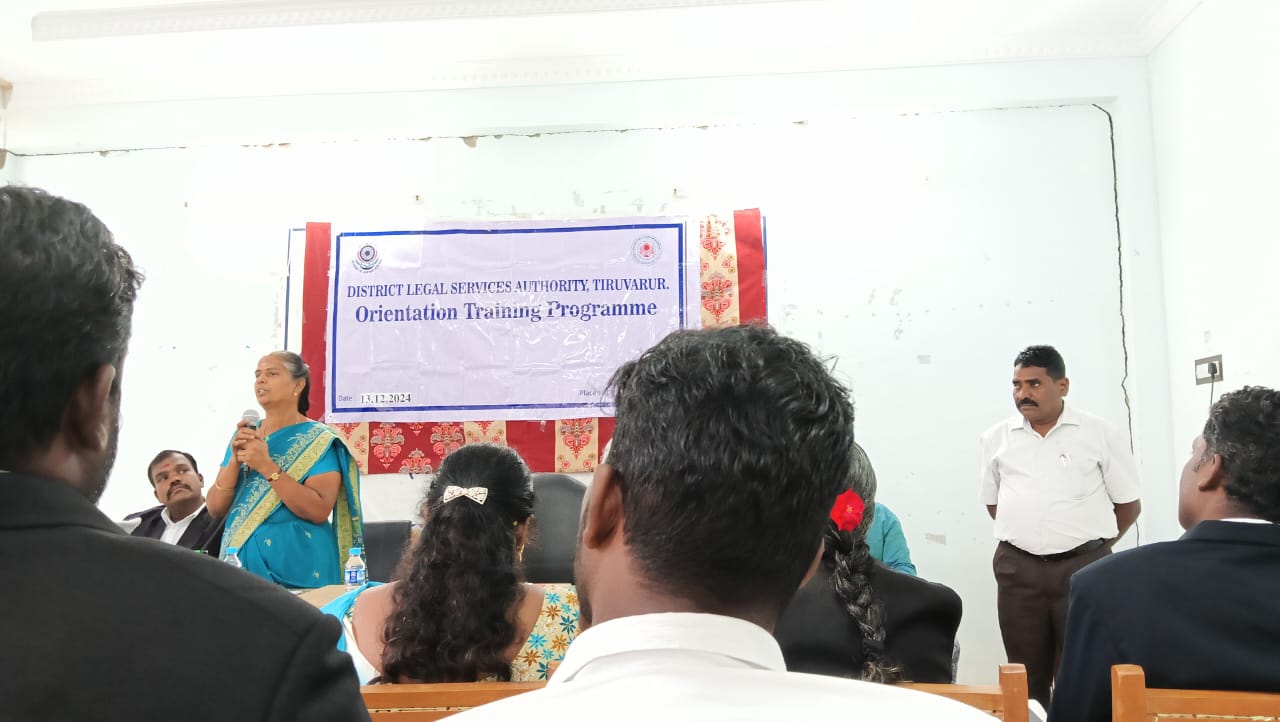 DISTRICT LEGAL SERVICES AUTHORITY, TIRUVARUR.
Orientation Training Programme
Date : 13.12.2024
Place :